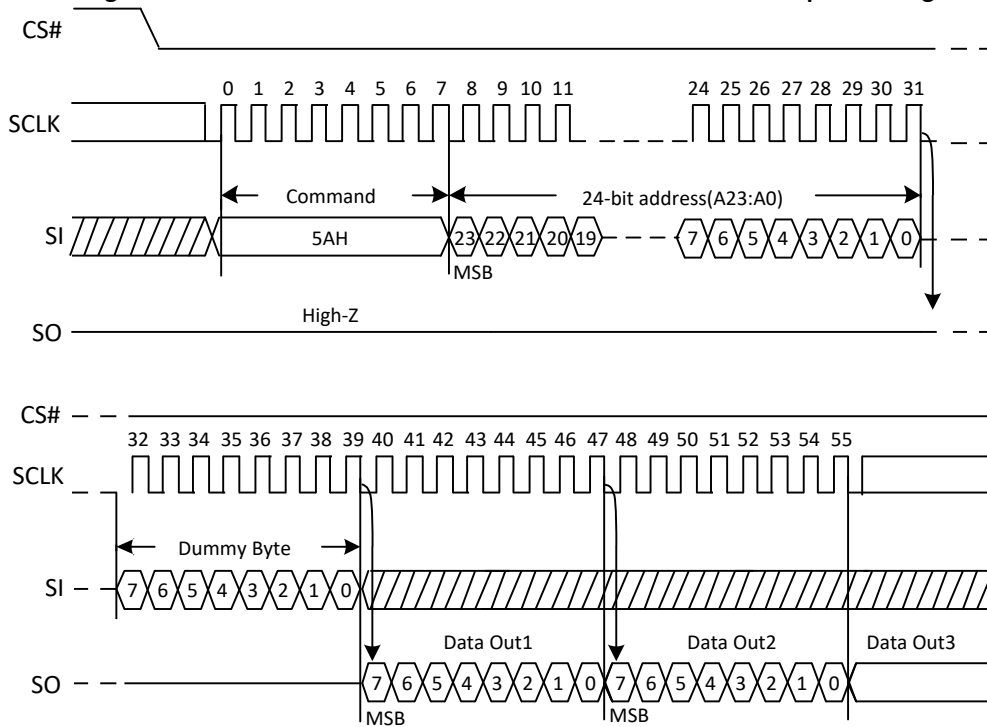 CS#
0 1 2 3 4 5 6 7 8 9 10 11 24 25 26 27 28 29 30 31
SCLK
Command 24-bit address(A23:A0)
SI 5AH 23 22 21 20 19 7 6 5 4 3 2 1 0
MSB
High-Z
SO
CS#
32 33 34 35 36 37 38 39 40 41 42 43 44 45 46 47 48 49 50 51 52 53 54 55
SCLK
Dummy Byte
SI 7 6 5 4 3 2 1 0
Data Out1 Data Out2 Data Out3
SO 7 6 5 4 3 2 1 0 7 6 5 4 3 2 1 0
MSB MSB